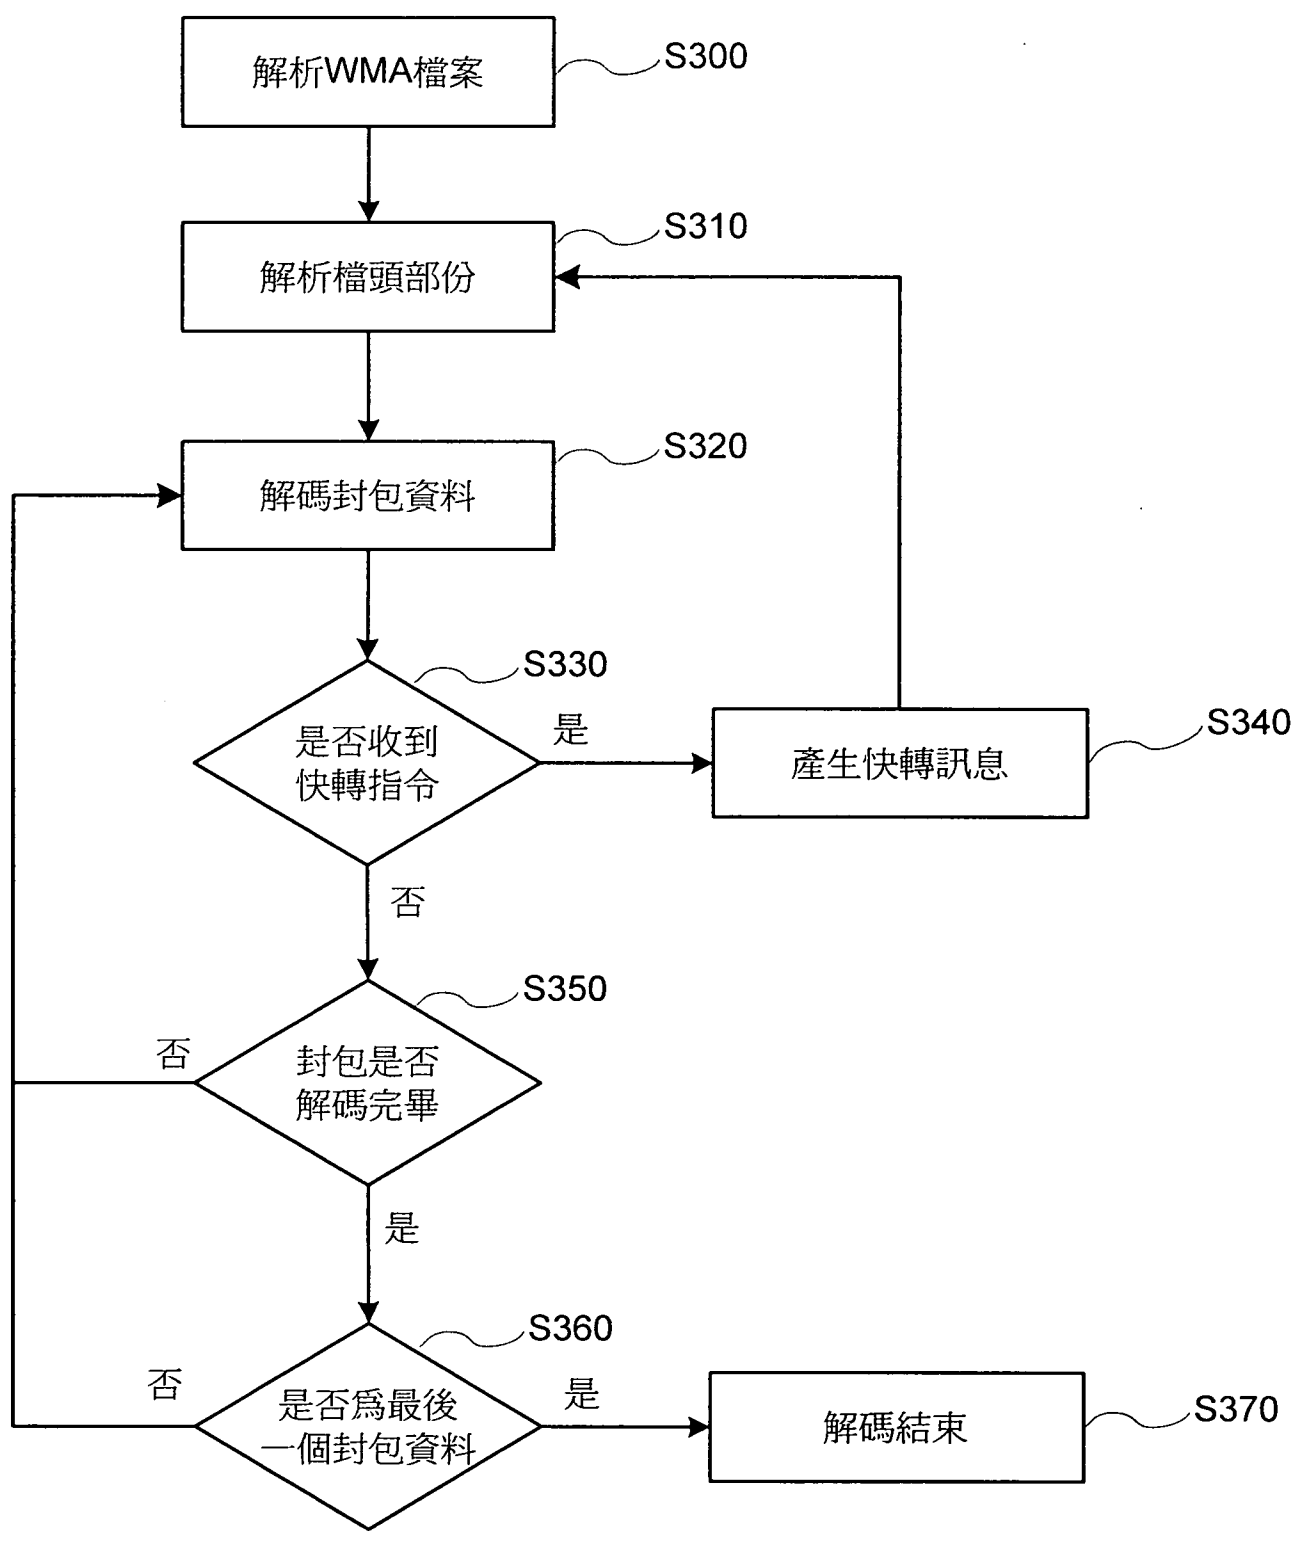 解析WMA檔案
S300
解析檔頭部份
S310
解碼封包資料
S320
是否收到
快轉指令
S330
是
產生快轉訊息
S340
否
封包是否
解碼完畢
S350
否
是
是否爲最後
一個封包資料
S360
否
是
解碼結束
S370